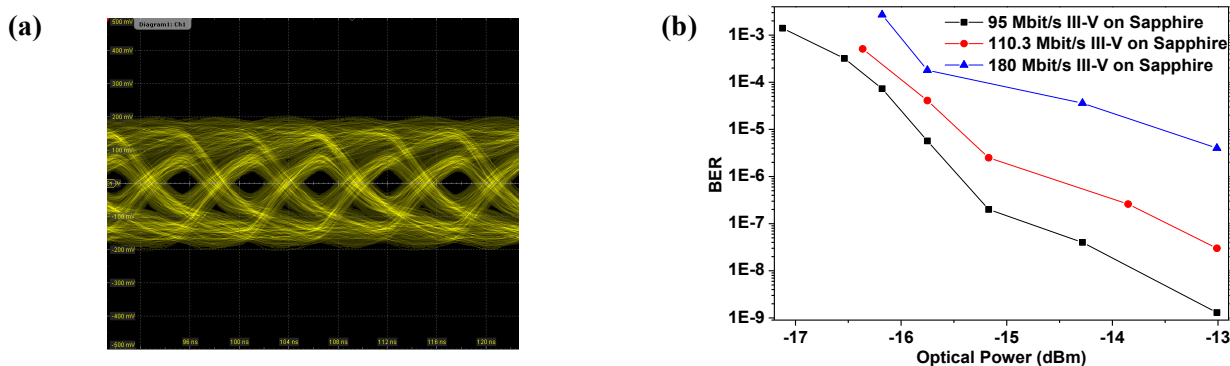 (a)
Diagram1: Ch1
500 mV
400 mV
300 mV
200 mV
100 mV
-100 mV
-200 mV
-300 mV
-400 mV
-500 mV
96 ns
100 ns
104 ns
108 ns
112 ns
116 ns
120 ns
(b)
95 Mbit/s III-V on Sapphire
110.3 Mbit/s III-V on Sapphire
180 Mbit/s III-V on Sapphire
BER
1E-3
1E-4
1E-5
1E-6
1E-7
1E-8
1E-9
-17
-16
-15
-14
-13
Optical Power (dBm)